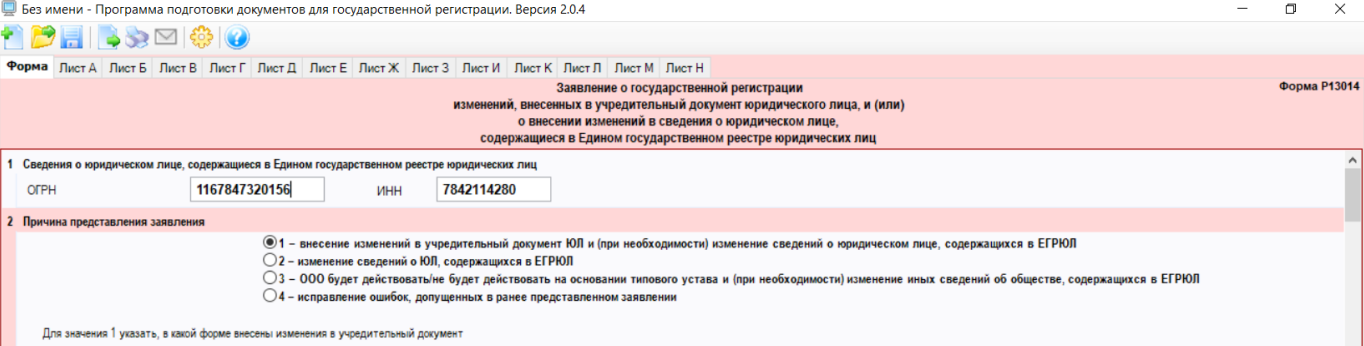 Без имени - Программа подготовки документов для государственной регистрации. Версия 2.0.4
Форма Лист А Лист Б Лист В Лист Г Лист Д Лист Е Лист Ж Лист З Лист И Лист К Лист Л Лист М Лист Н
Заявление о государственной регистрации Форма Р13014
изменений, внесенных в учредительный документ юридического лица, и (или)
о внесении изменений в сведения о юридическом лице,
содержащиеся в Едином государственном реестре юридических лиц
1 Сведения о юридическом лице, содержащиеся в Едином государственном реестре юридических лиц
ОГРН 1167847320156 ИНН 7842114280
2 Причина представления заявления
1 – внесение изменений в учредительный документ ЮЛ и (при необходимости) изменение сведений о юридическом лице, содержащихся в ЕГРЮЛ
2 – изменение сведений о ЮЛ, содержащихся в ЕГРЮЛ
3 – ООО будет действовать/не будет действовать на основании типового устава и (при необходимости) изменение иных сведений об обществе, содержащихся в ЕГРЮЛ
4 – исправление ошибок, допущенных в ранее представленном заявлении
Для значения 1 указать, в какой форме внесены изменения в учредительный документ